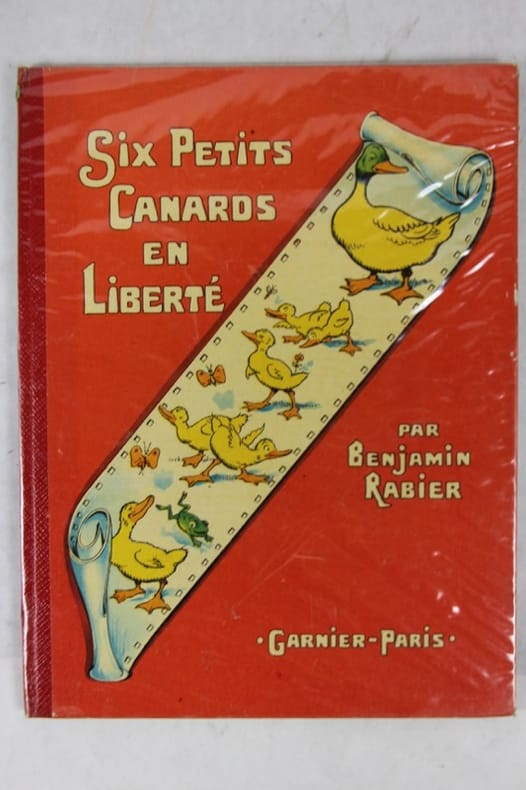 Six Petits
Canards
en
Liberté
par
Benjamin
Rabier
·Garnier-Paris·